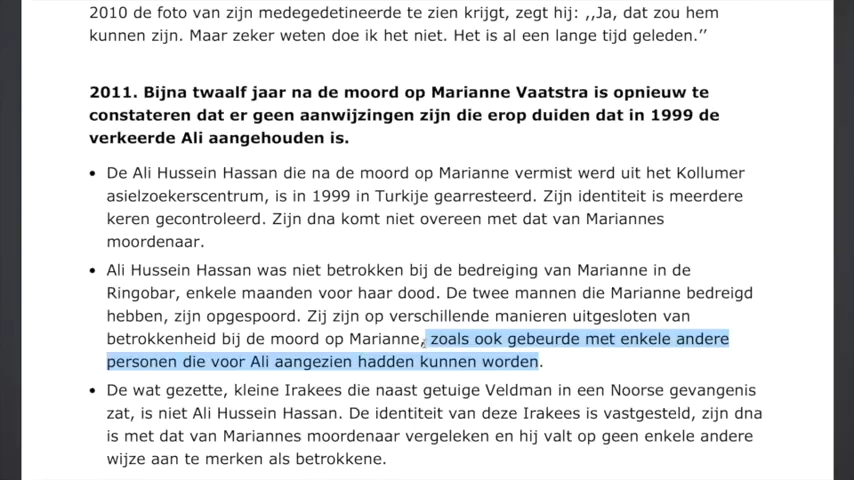 2010 de foto van zijn medegedetineerde te zien krijgt, zegt hij: ,,Ja, dat zou hem
kunnen zijn. Maar zeker weten doe ik het niet. Het is al een lange tijd geleden.’’
2011. Bijna twaalf jaar na de moord op Marianne Vaatstra is opnieuw te
constateren dat er geen aanwijzingen zijn die erop duiden dat in 1999 de
verkeerde Ali aangehouden is.
• De Ali Hussein Hassan die na de moord op Marianne vermist werd uit het Kollumer
asielzoekerscentrum, is in 1999 in Turkije gearresteerd. Zijn identiteit is meerdere
keren gecontroleerd. Zijn dna komt niet overeen met dat van Mariannes
moordenaar.
• Ali Hussein Hassan was niet betrokken bij de bedreiging van Marianne in de
Ringobar, enkele maanden voor haar dood. De twee mannen die Marianne bedreigd
hebben, zijn opgespoord. Zij zijn op verschillende manieren uitgesloten van
betrokkenheid bij de moord op Marianne, zoals ook gebeurde met enkele andere
personen die voor Ali aangezien hadden kunnen worden.
• De wat gezette, kleine Irakees die naast getuige Veldman in een Noorse gevangenis
zat, is niet Ali Hussein Hassan. De identiteit van deze Irakees is vastgesteld, zijn dna
is met dat van Mariannes moordenaar vergeleken en hij valt op geen enkele andere
wijze aan te merken als betrokkene.